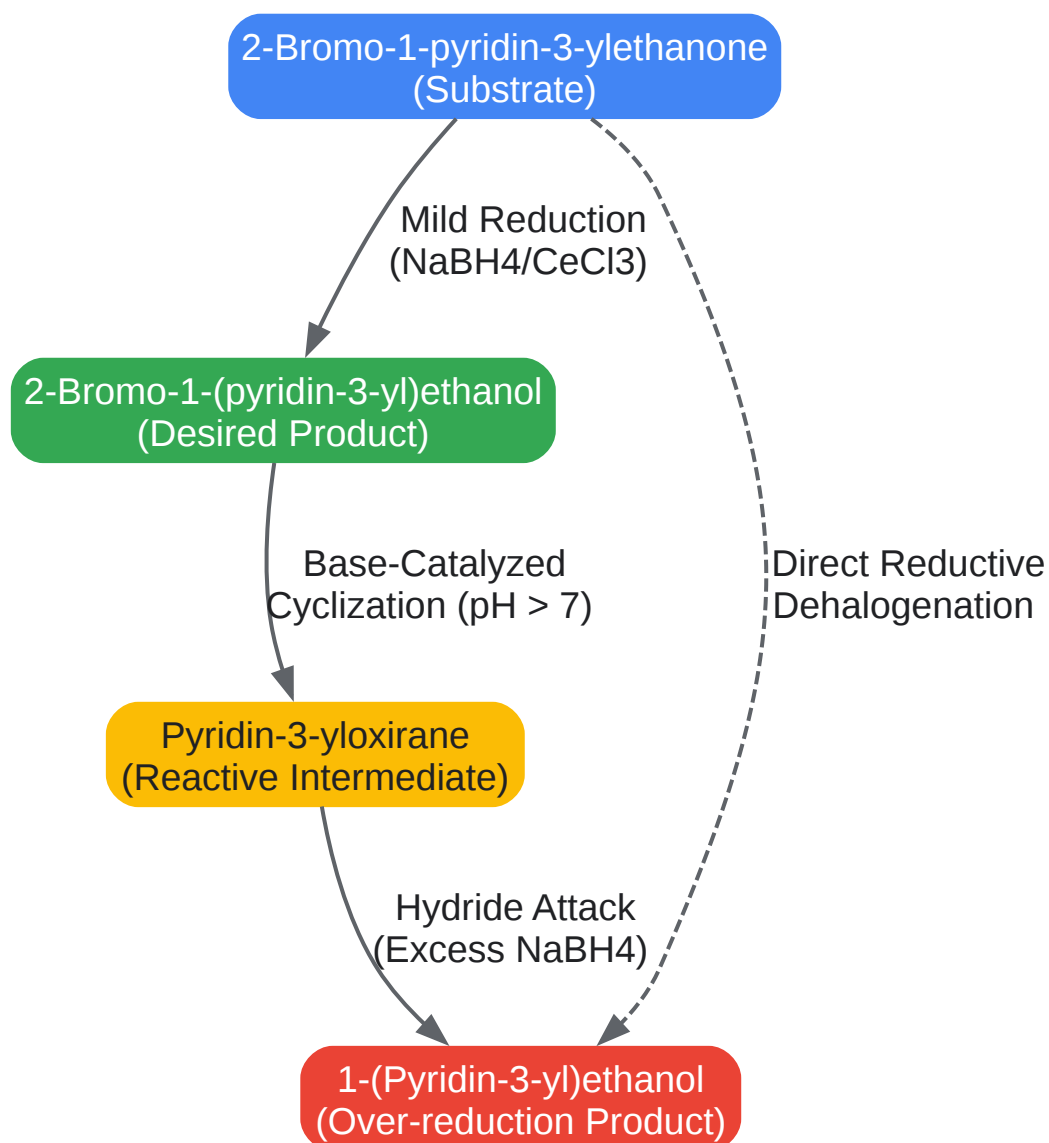 2-Bromo-1-pyridin-3-ylethanone
(Substrate)
Mild Reduction
(NaBH4/CeCl3)
2-Bromo-1-(pyridin-3-yl)ethanol
(Desired Product)
Base-Catalyzed
Cyclization (pH > 7)
Direct Reductive
Dehalogenation
Pyridin-3-yloxirane
(Reactive Intermediate)
Hydride Attack
(Excess NaBH4)
1-(Pyridin-3-yl)ethanol
(Over-reduction Product)